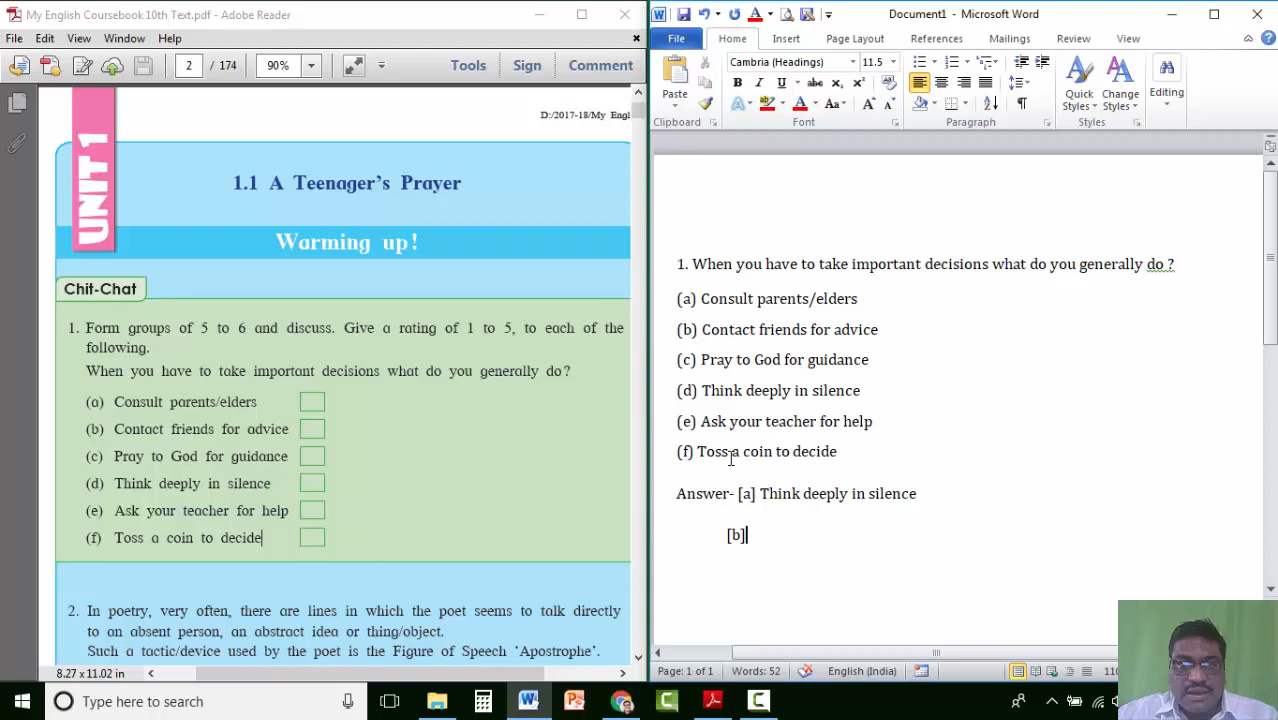 My English Coursebook 10th Text.pdf - Adobe Reader
File Edit View Window Help
2 / 174 90% Tools Sign Comment
D:/2017-18/My Engl
UNIT 1
1.1 A Teenager's Prayer
Warming up!
Chit-Chat
1. Form groups of 5 to 6 and discuss. Give a rating of 1 to 5, to each of the
following.
When you have to take important decisions what do you generally do?
(a) Consult parents/elders
(b) Contact friends for advice
(c) Pray to God for guidance
(d) Think deeply in silence
(e) Ask your teacher for help
(f) Toss a coin to decide
2. In poetry, very often, there are lines in which the poet seems to talk directly
to an absent person, an abstract idea or thing/object.
Such a tactic/device used by the poet is the Figure of Speech 'Apostrophe'.
8.27 x 11.02 in
Document1 - Microsoft Word
File Home Insert Page Layout References Mailings Review View
Paste
Cambria (Headings) 11.5
B I U abc x₂ x²
A Aa A A
Quick
Styles
Change
Styles
Editing
Clipboard Font Paragraph Styles
1. When you have to take important decisions what do you generally do ?
(a) Consult parents/elders
(b) Contact friends for advice
(c) Pray to God for guidance
(d) Think deeply in silence
(e) Ask your teacher for help
(f) Toss a coin to decide
Answer- [a] Think deeply in silence
[b]
Page: 1 of 1 Words: 52 English (India)
Type here to search